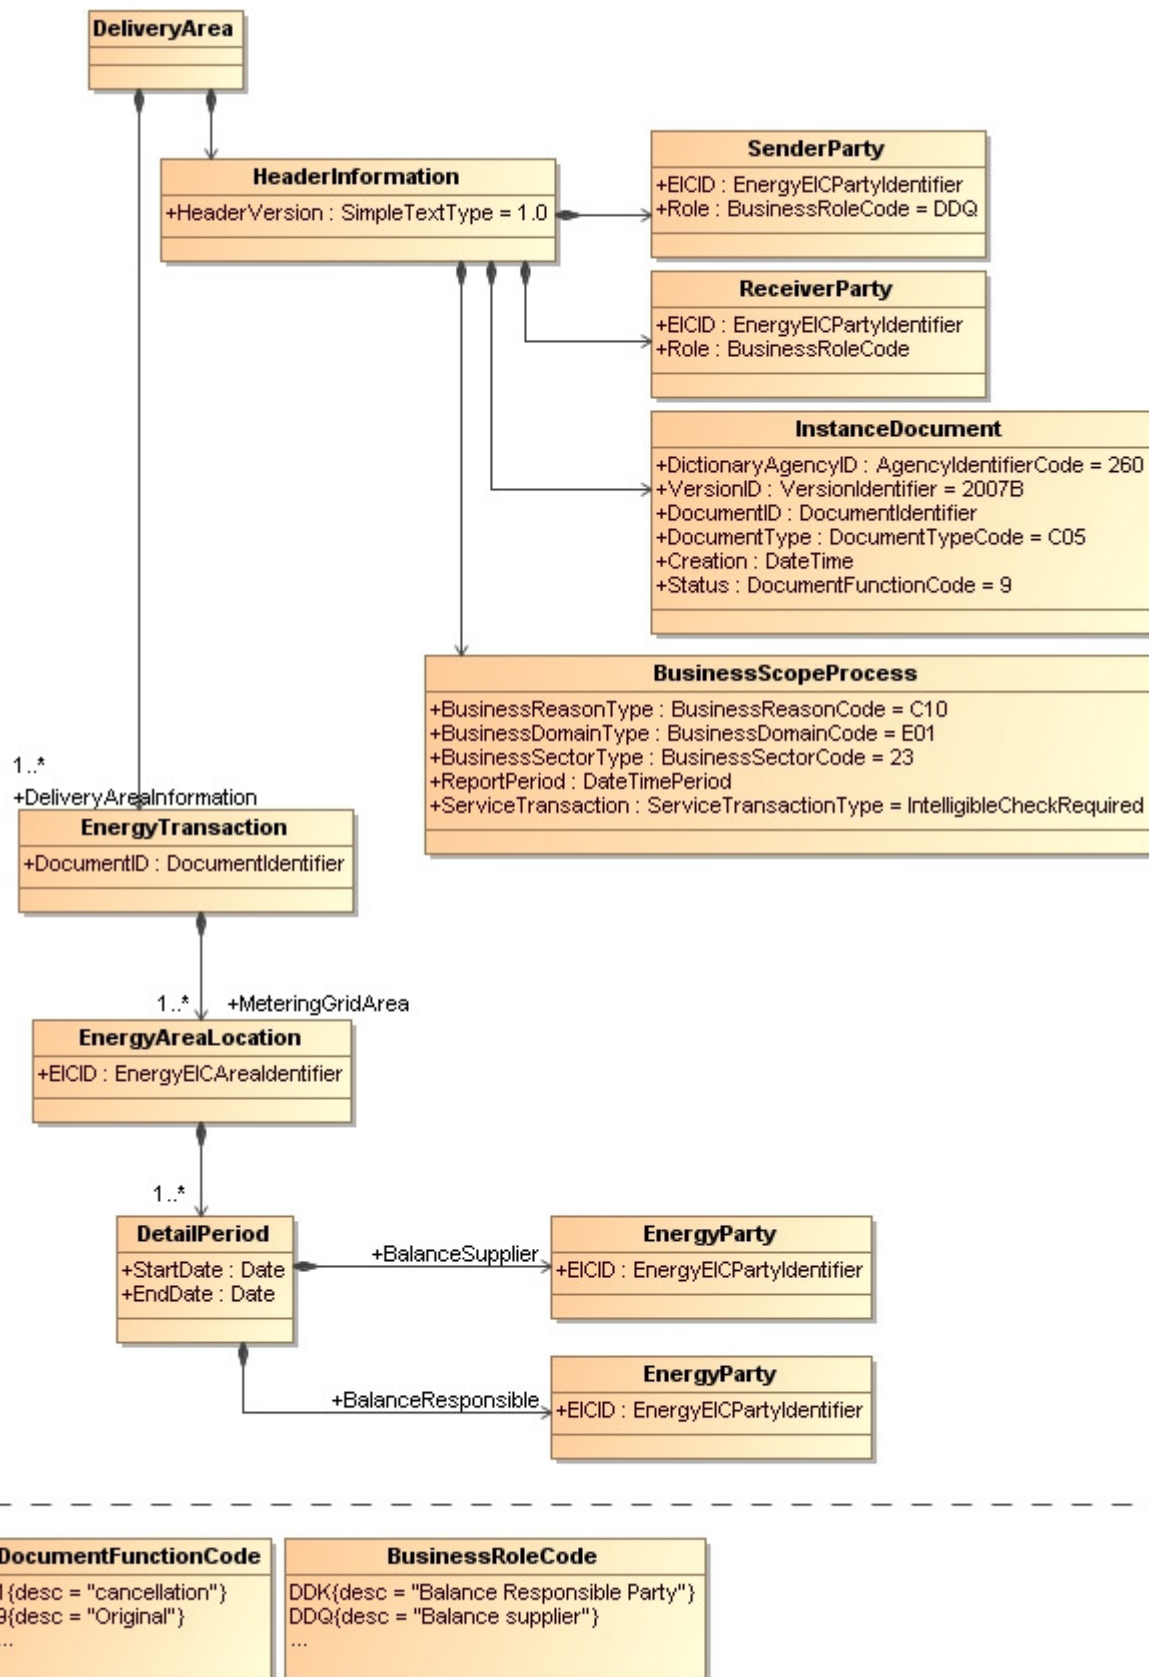 DeliveryArea
HeaderInformation
+HeaderVersion : SimpleTextType = 1.0
SenderParty
+EICID : EnergyEICPartyIdentifier
+Role : BusinessRoleCode = DDQ
ReceiverParty
+EICID : EnergyEICPartyIdentifier
+Role : BusinessRoleCode
InstanceDocument
+DictionaryAgencyID : AgencyIdentifierCode = 260
+VersionID : VersionIdentifier = 2007B
+DocumentID : DocumentIdentifier
+DocumentType : DocumentTypeCode = C05
+Creation : DateTime
+Status : DocumentFunctionCode = 9
BusinessScopeProcess
+BusinessReasonType : BusinessReasonCode = C10
+BusinessDomainType : BusinessDomainCode = E01
+BusinessSectorType : BusinessSectorCode = 23
+ReportPeriod : DateTimePeriod
+ServiceTransaction : ServiceTransactionType = IntelligibleCheckRequired
1..*
+DeliveryAreaInformation
EnergyTransaction
+DocumentID : DocumentIdentifier
1..*
+MeteringGridArea
EnergyAreaLocation
+EICID : EnergyEICAreaIdentifier
1..*
DetailPeriod
+StartDate : Date
+EndDate : Date
+BalanceSupplier
EnergyParty
+EICID : EnergyEICPartyIdentifier
+BalanceResponsible
EnergyParty
+EICID : EnergyEICPartyIdentifier
DocumentFunctionCode
1{desc = "cancellation"}
9{desc = "Original"}
...
BusinessRoleCode
DDK{desc = "Balance Responsible Party"}
DDQ{desc = "Balance supplier"}
...